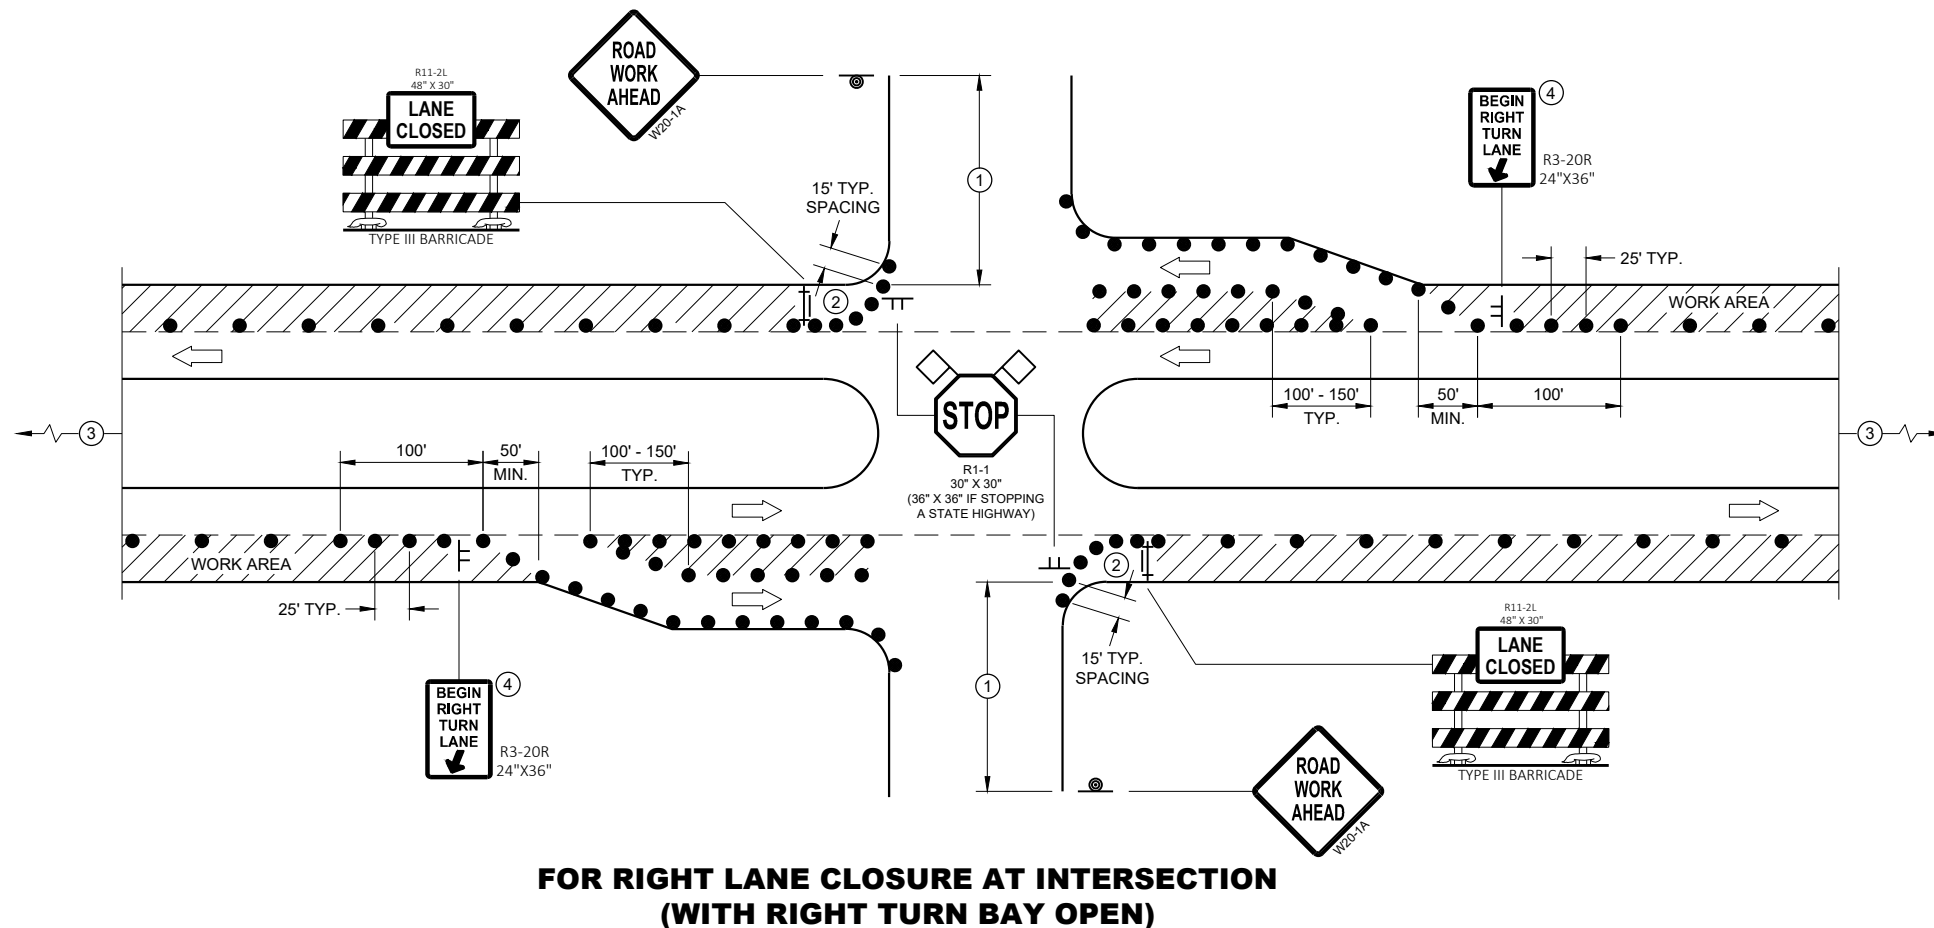 ROAD
WORK
AHEAD
W20-1A
R11-2L
48" X 30"
LANE
CLOSED
TYPE III BARRICADE
15' TYP.
SPACING
1
2
BEGIN
RIGHT
TURN
LANE
4
R3-20R
24"X36"
25' TYP.
WORK AREA
100' - 150'
TYP.
50'
MIN.
100'
3
3
STOP
R1-1
30" X 30"
(36" X 36" IF STOPPING
A STATE HIGHWAY)
100'
50'
MIN.
100' - 150'
TYP.
WORK AREA
25' TYP.
BEGIN
RIGHT
TURN
LANE
4
R3-20R
24"X36"
2
1
15' TYP.
SPACING
R11-2L
48" X 30"
LANE
CLOSED
TYPE III BARRICADE
ROAD
WORK
AHEAD
W20-1A
FOR RIGHT LANE CLOSURE AT INTERSECTION
(WITH RIGHT TURN BAY OPEN)